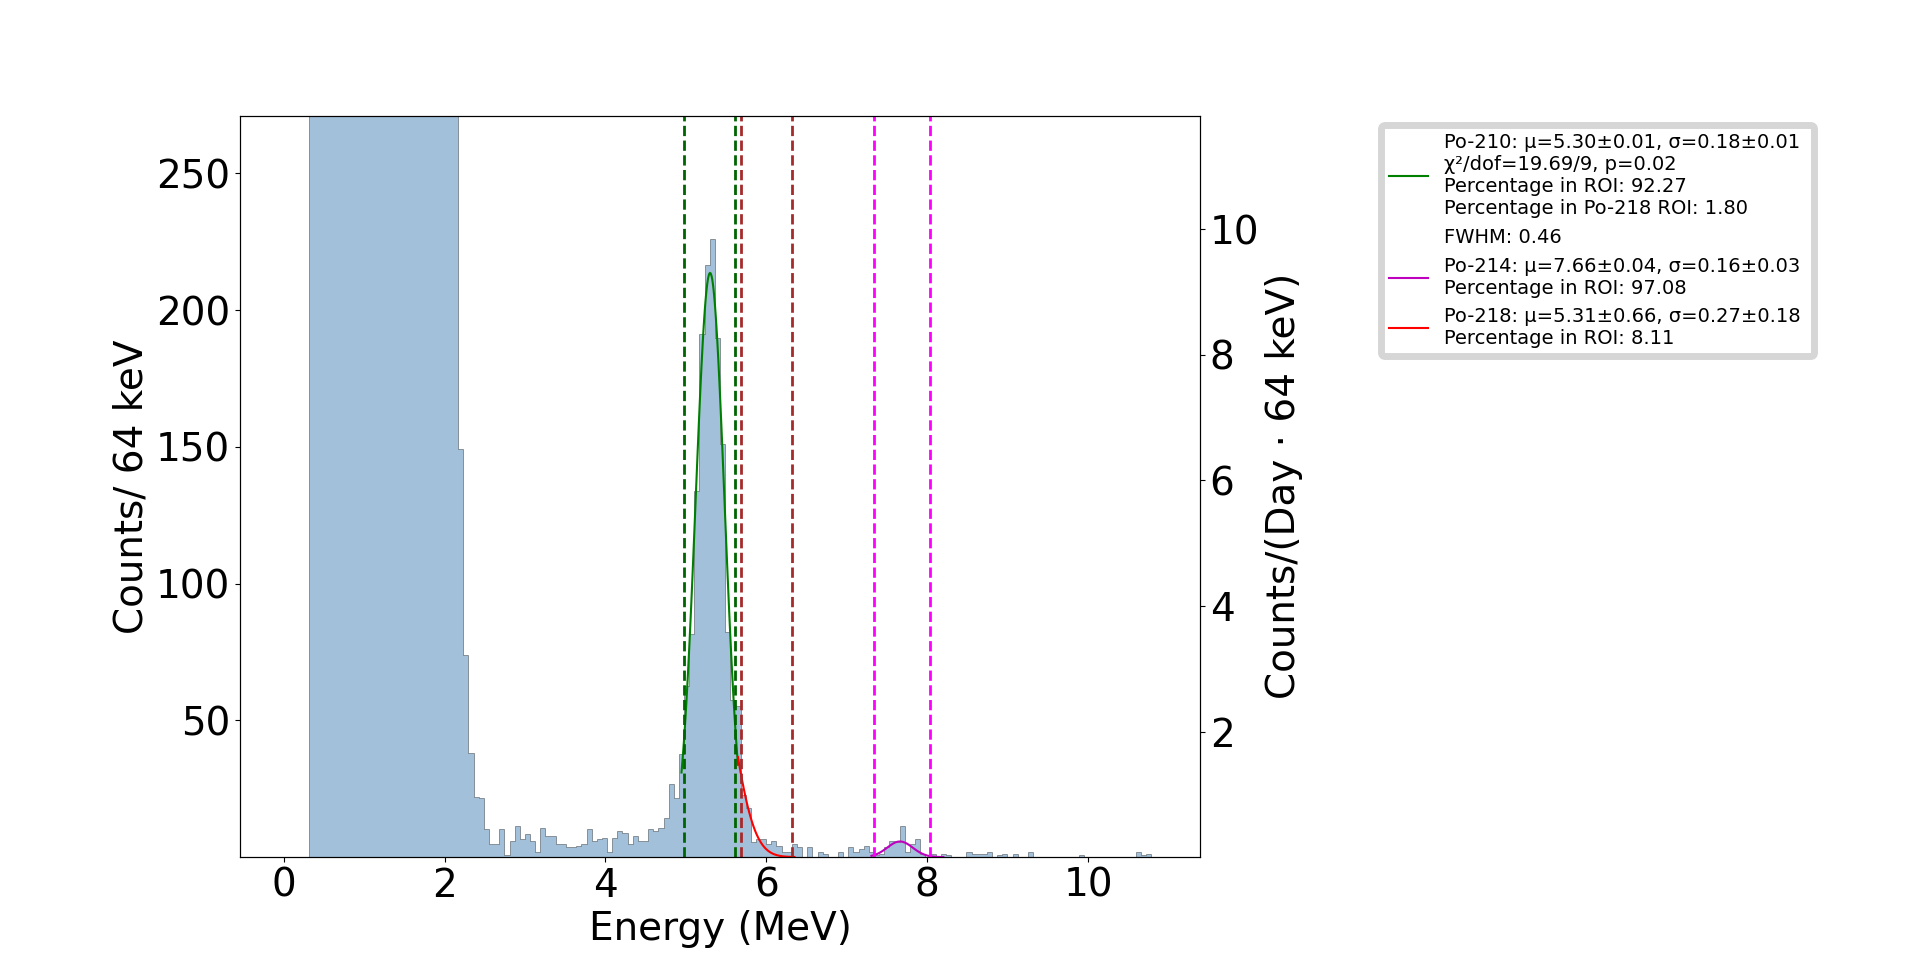 250
200
150
100
50
Counts/ 64 keV
10
8
6
4
2
Counts/(Day · 64 keV)
0 2 4 6 8 10
Energy (MeV)
Po-210: μ=5.30±0.01, σ=0.18±0.01
χ²/dof=19.69/9, p=0.02
Percentage in ROI: 92.27
Percentage in Po-218 ROI: 1.80
FWHM: 0.46
Po-214: μ=7.66±0.04, σ=0.16±0.03
Percentage in ROI: 97.08
Po-218: μ=5.31±0.66, σ=0.27±0.18
Percentage in ROI: 8.11